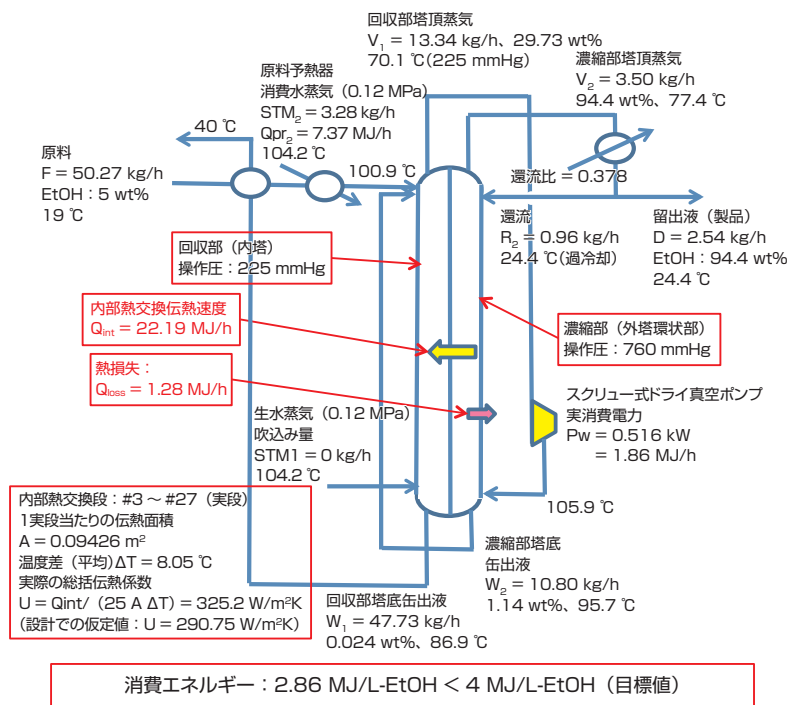 回収部塔頂蒸気
V₁ = 13.34 kg/h、29.73 wt%
70.1 ℃(225 mmHg)
濃縮部塔頂蒸気
V₂ = 3.50 kg/h
94.4 wt%、77.4 ℃
原料予熱器
消費水蒸気（0.12 MPa）
STM₂ = 3.28 kg/h
Qpr₂ = 7.37 MJ/h
104.2 ℃
40 ℃
原料
F = 50.27 kg/h
EtOH：5 wt%
19 ℃
100.9 ℃
還流比 = 0.378
還流
R₂ = 0.96 kg/h
24.4 ℃(過冷却)
留出液（製品）
D = 2.54 kg/h
EtOH：94.4 wt%
24.4 ℃
回収部（内塔）
操作圧：225 mmHg
内部熱交換伝熱速度
Qint = 22.19 MJ/h
濃縮部（外塔環状部）
操作圧：760 mmHg
熱損失：
Qloss = 1.28 MJ/h
スクリュー式ドライ真空ポンプ
実消費電力
Pw = 0.516 kW
= 1.86 MJ/h
生水蒸気（0.12 MPa）
吹込み量
STM1 = 0 kg/h
104.2 ℃
105.9 ℃
内部熱交換段：#3 ～ #27（実段）
1実段当たりの伝熱面積
A = 0.09426 m²
温度差（平均)ΔT = 8.05 ℃
実際の総括伝熱係数
U = Qint/（25 A ΔT）= 325.2 W/m²K
（設計での仮定値：U = 290.75 W/m²K）
回収部塔底缶出液
W₁ = 47.73 kg/h
0.024 wt%、86.9 ℃
濃縮部塔底
缶出液
W₂ = 10.80 kg/h
1.14 wt%、95.7 ℃
消費エネルギー：2.86 MJ/L-EtOH < 4 MJ/L-EtOH（目標値）